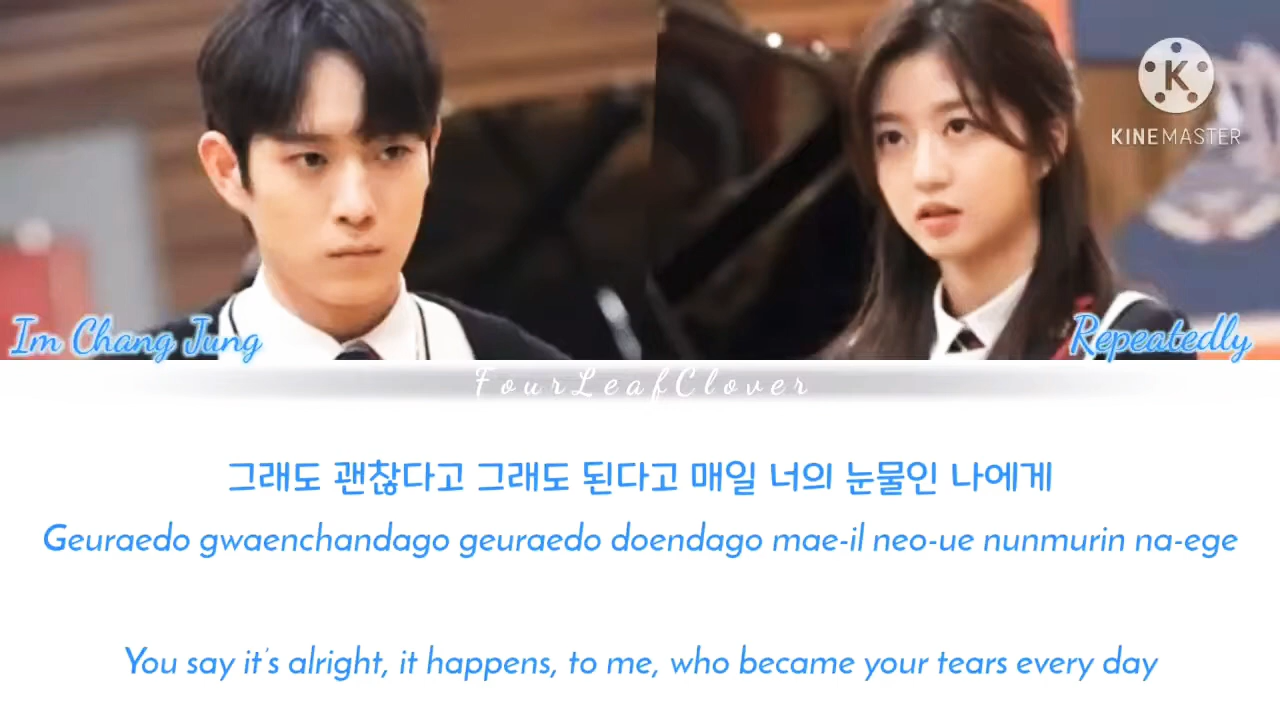 K
KINEMASTER
Im Chang Jung
Repeatedly
FourLeafClover
그래도 괜찮다고 그래도 된다고 매일 너의 눈물인 나에게
Geuraedo gwaenchandago geuraedo doendago mae-il neo-ue nunmurin na-ege
You say it's alright, it happens, to me, who became your tears every day